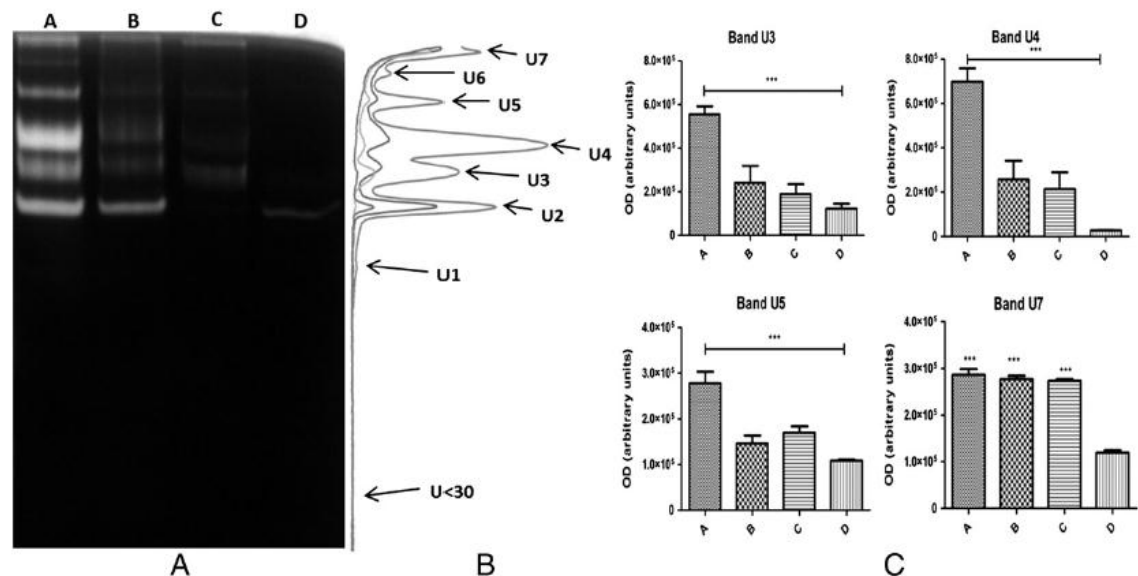 A B C D
U7
U6
U5
U4
U3
U2
U1
U<30
A
B
Band U3
OD (arbitrary units)
8.0×10⁵
6.0×10⁵
4.0×10⁵
2.0×10⁵
0
***
A B C D
Band U4
OD (arbitrary units)
8.0×10⁵
6.0×10⁵
4.0×10⁵
2.0×10⁵
0
***
A B C D
Band U5
OD (arbitrary units)
4.0×10⁵
3.0×10⁵
2.0×10⁵
1.0×10⁵
0
***
A B C D
Band U7
OD (arbitrary units)
4.0×10⁵
3.0×10⁵
2.0×10⁵
1.0×10⁵
0
*** *** ***
A B C D
C